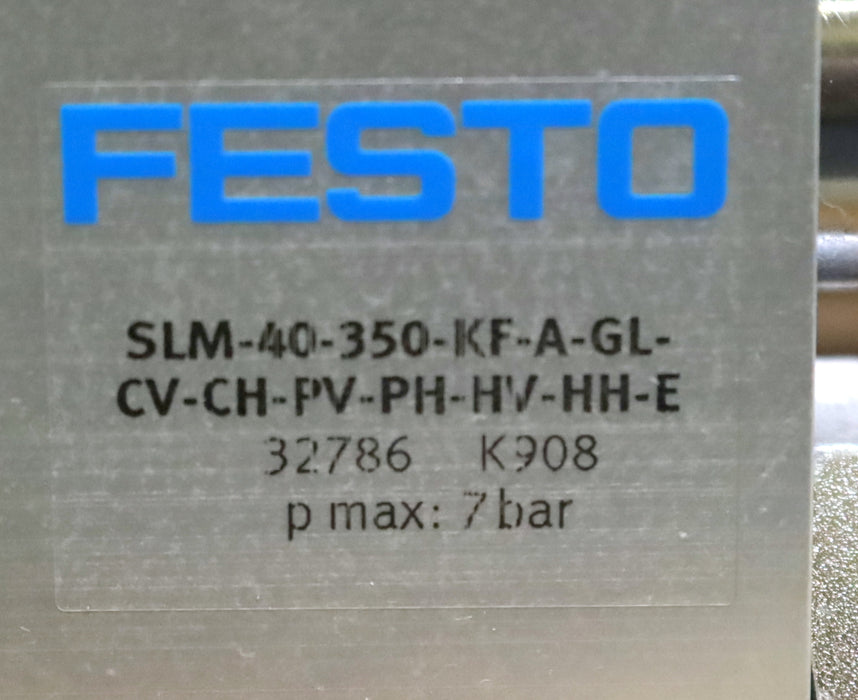 FESTO
SLM-40-350-KF-A-GL-
CV-CH-PV-PH-HV-HH-E
32786 K908
p max: 7 bar